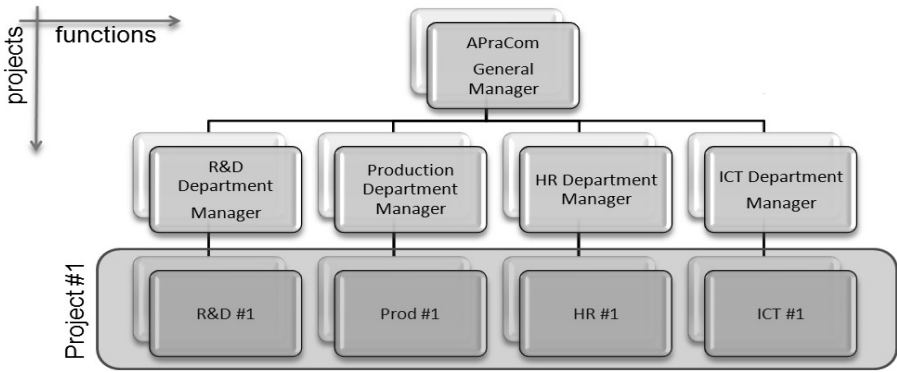 functions
projects
APraCom
General
Manager
R&D
Department
Manager
Production
Department
Manager
HR Department
Manager
ICT Department
Manager
Project #1
R&D #1
Prod #1
HR #1
ICT #1